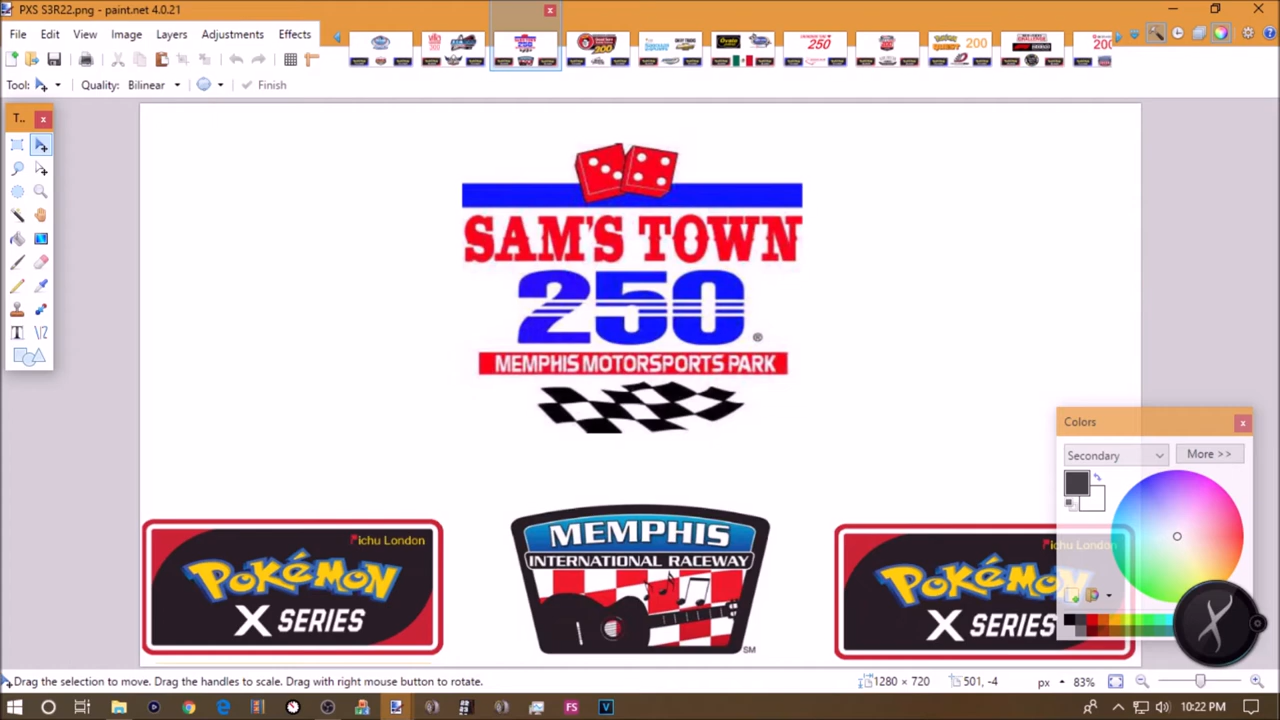 PXS S3R22.png - paint.net 4.0.21
File Edit View Image Layers Adjustments Effects
Tool: Quality: Bilinear Finish
T..
SAM'S TOWN
250
®
MEMPHIS MOTORSPORTS PARK
Colors
Secondary More >>
Pichu London
POKéMON
X SERIES
MEMPHIS
INTERNATIONAL RACEWAY
SM
Pichu London
POKéMON
X SERIES
Drag the selection to move. Drag the handles to scale. Drag with right mouse button to rotate. 1280 × 720 501, -4 px 83%
FS V 10:22 PM